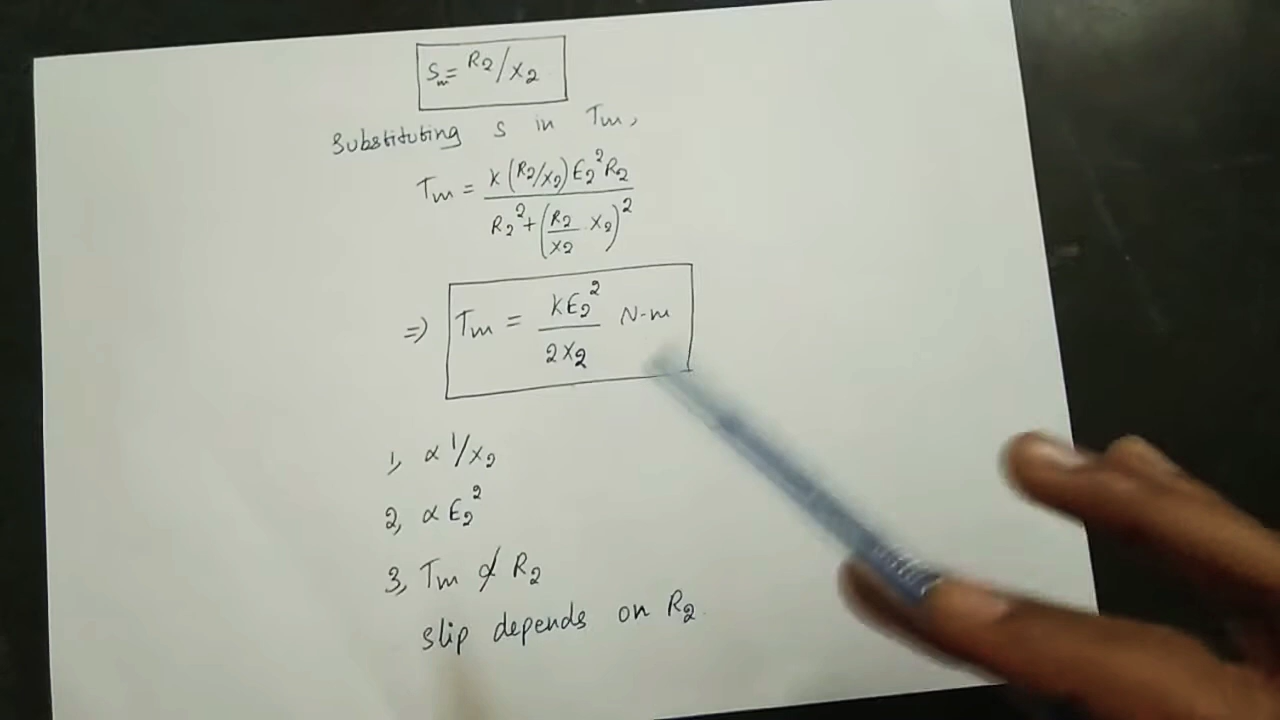 Sm = R2/X2
Substituting S in Tm,
Tm = K (R2/X2) E2² R2 / R2² + (R2/X2 . X2)²
=) Tm = KE2² / 2X2 N-m
1, ∝ 1/X2
2, ∝ E2²
3, Tm ∝̸ R2
slip depends on R2.